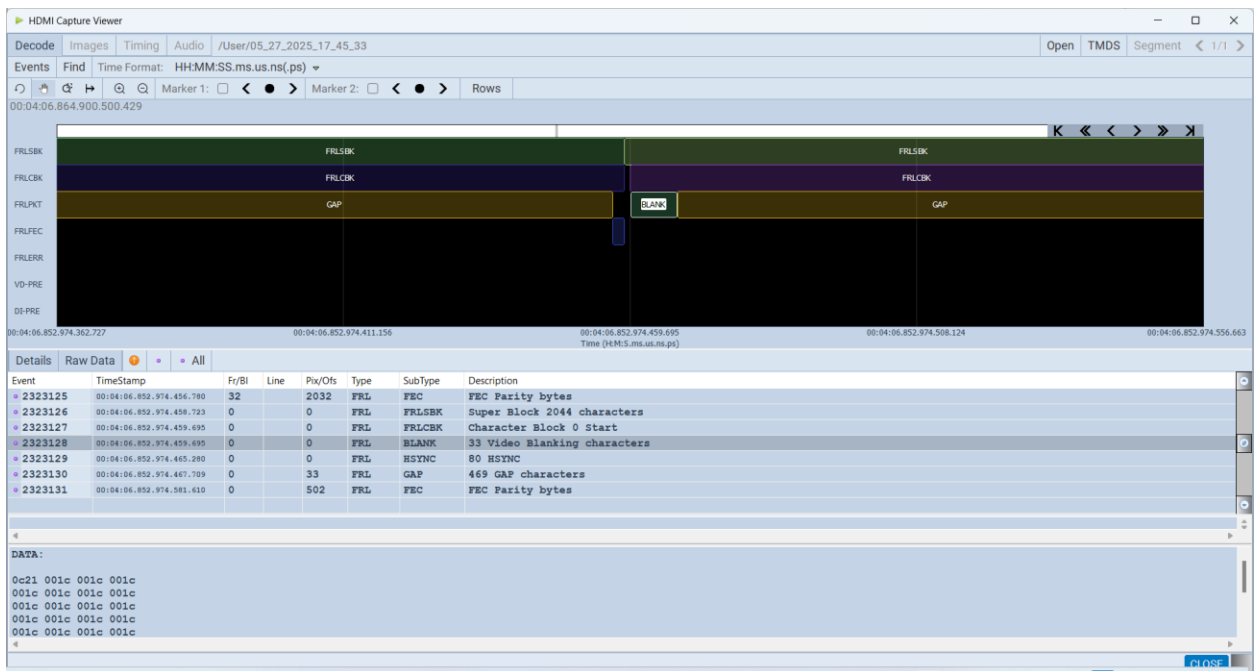 HDMI Capture Viewer
Decode Images Timing Audio /User/05_27_2025_17_45_33 Open TMDS Segment 1/1
Events Find Time Format: HH:MM:SS.ms.us.ns(.ps)
Marker 1: Marker 2: Rows
00:04:06.864.900.500.429
FRLSBK FRLSBK FRLSBK
FRLCBK FRLCBK FRLCBK
FRLPKT GAP BLANK GAP
FRLFEC
FRLERR
VD-PRE
DI-PRE
00:04:06.852.974.362.727 00:04:06.852.974.411.156 00:04:06.852.974.459.695 00:04:06.852.974.508.124 00:04:06.852.974.556.663
Time (H:M:S.ms.us.ns.ps)
Details Raw Data All
Event TimeStamp Fr/Bl Line Pix/Ofs Type SubType Description
2323125 00:04:06.852.974.456.780 32 2032 FRL FEC FEC Parity bytes
2323126 00:04:06.852.974.458.723 0 0 FRL FRLSBK Super Block 2044 characters
2323127 00:04:06.852.974.459.695 0 0 FRL FRLCBK Character Block 0 Start
2323128 00:04:06.852.974.459.695 0 0 FRL BLANK 33 Video Blanking characters
2323129 00:04:06.852.974.465.280 0 0 FRL HSYNC 80 HSYNC
2323130 00:04:06.852.974.467.709 0 33 FRL GAP 469 GAP characters
2323131 00:04:06.852.974.581.610 0 502 FRL FEC FEC Parity bytes
DATA:
0c21 001c 001c 001c
001c 001c 001c 001c
001c 001c 001c 001c
001c 001c 001c 001c
001c 001c 001c 001c
CLOSE